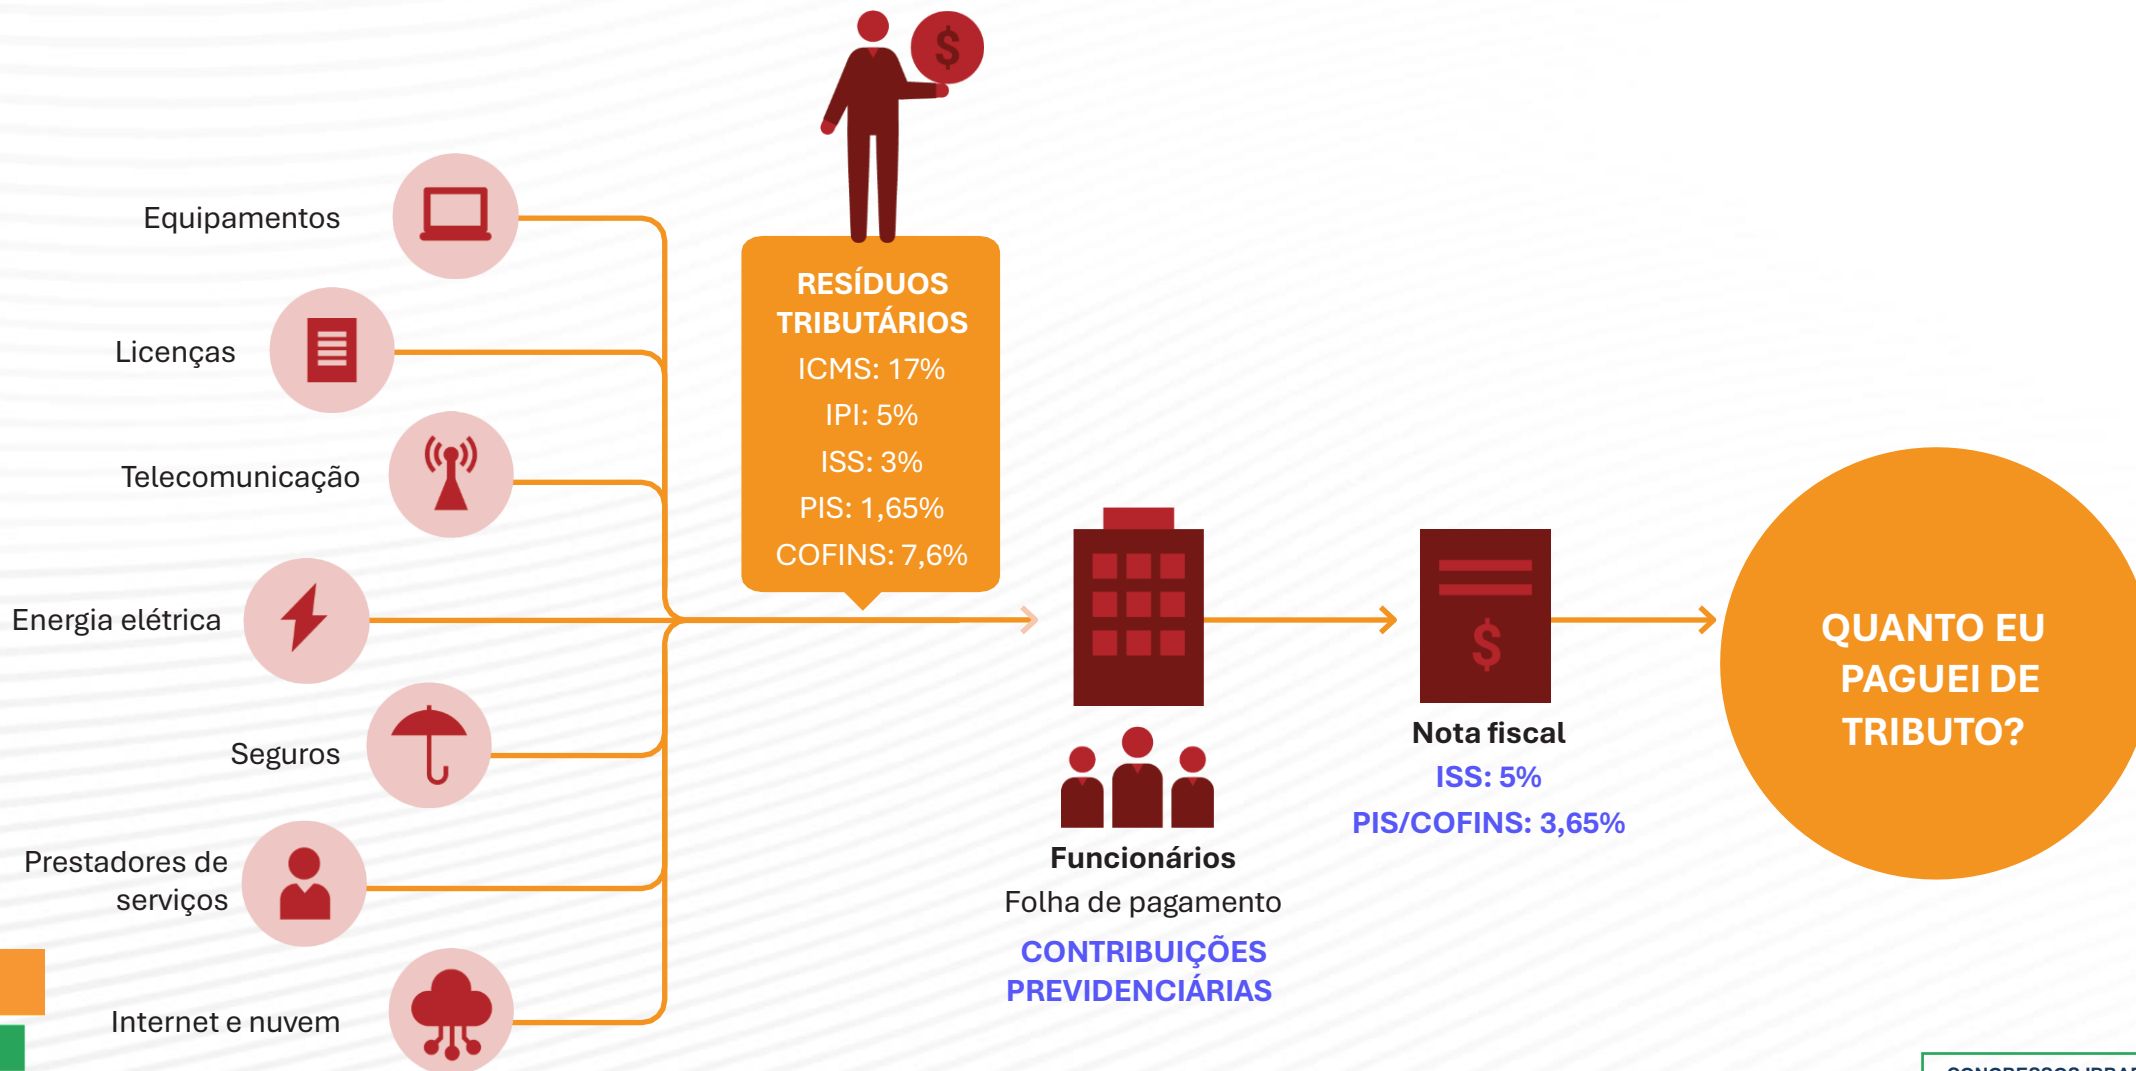 Equipamentos
Licenças
Telecomunicação
Energia elétrica
Seguros
Prestadores de
serviços
Internet e nuvem
$
RESÍDUOS
TRIBUTÁRIOS
ICMS: 17%
IPI: 5%
ISS: 3%
PIS: 1,65%
COFINS: 7,6%
Funcionários
Folha de pagamento
CONTRIBUIÇÕES
PREVIDENCIÁRIAS
$
Nota fiscal
ISS: 5%
PIS/COFINS: 3,65%
QUANTO EU
PAGUEI DE
TRIBUTO?
CONGRESSOS